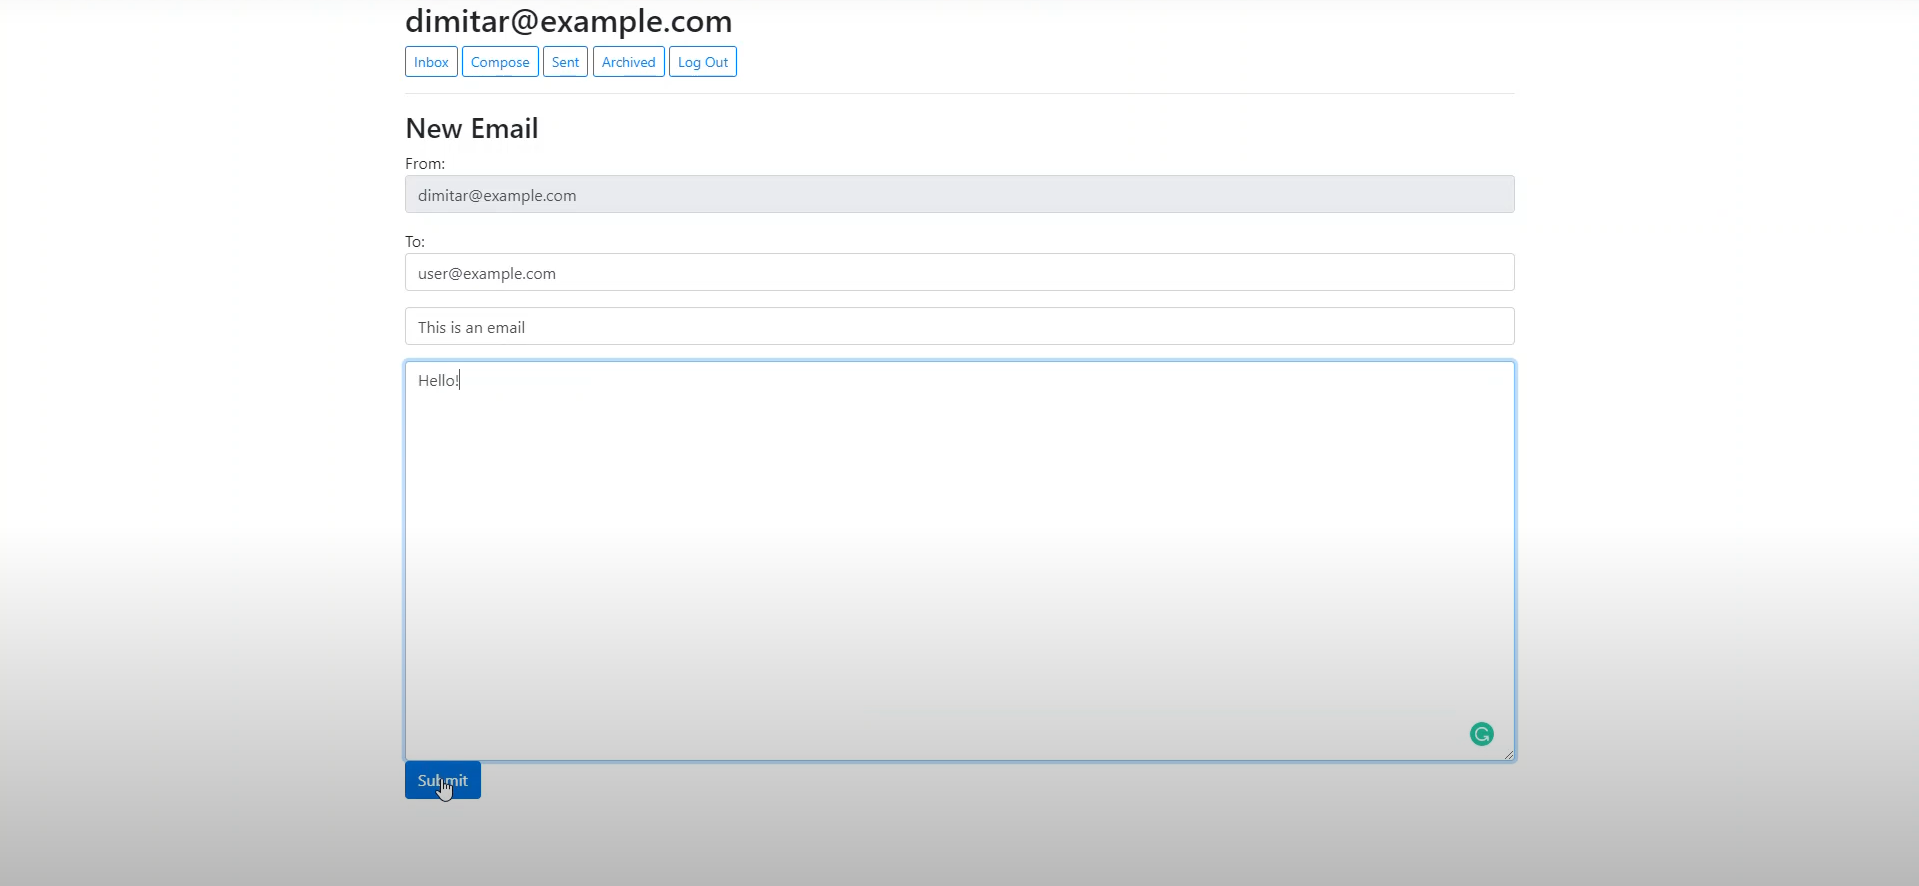 dimitar@example.com
Inbox Compose Sent Archived Log Out
New Email
From:
dimitar@example.com
To:
user@example.com
This is an email
Hello!
Submit